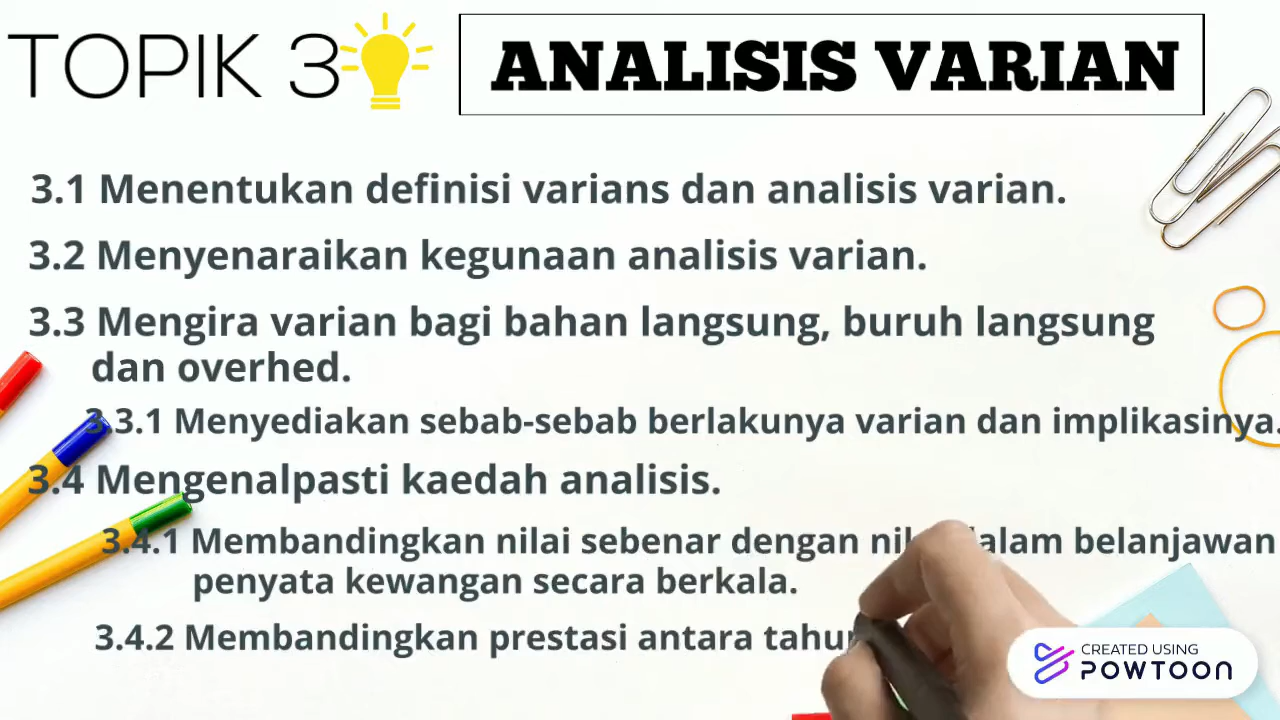 TOPIK 3
ANALISIS VARIAN
3.1 Menentukan definisi varians dan analisis varian.
3.2 Menyenaraikan kegunaan analisis varian.
3.3 Mengira varian bagi bahan langsung, buruh langsung
dan overhed.
3.3.1 Menyediakan sebab-sebab berlakunya varian dan implikasinya.
3.4 Mengenalpasti kaedah analisis.
3.4.1 Membandingkan nilai sebenar dengan dalam belanjawan
penyata kewangan secara berkala.
3.4.2 Membandingkan prestasi antara
CREATED USING
POWTOON